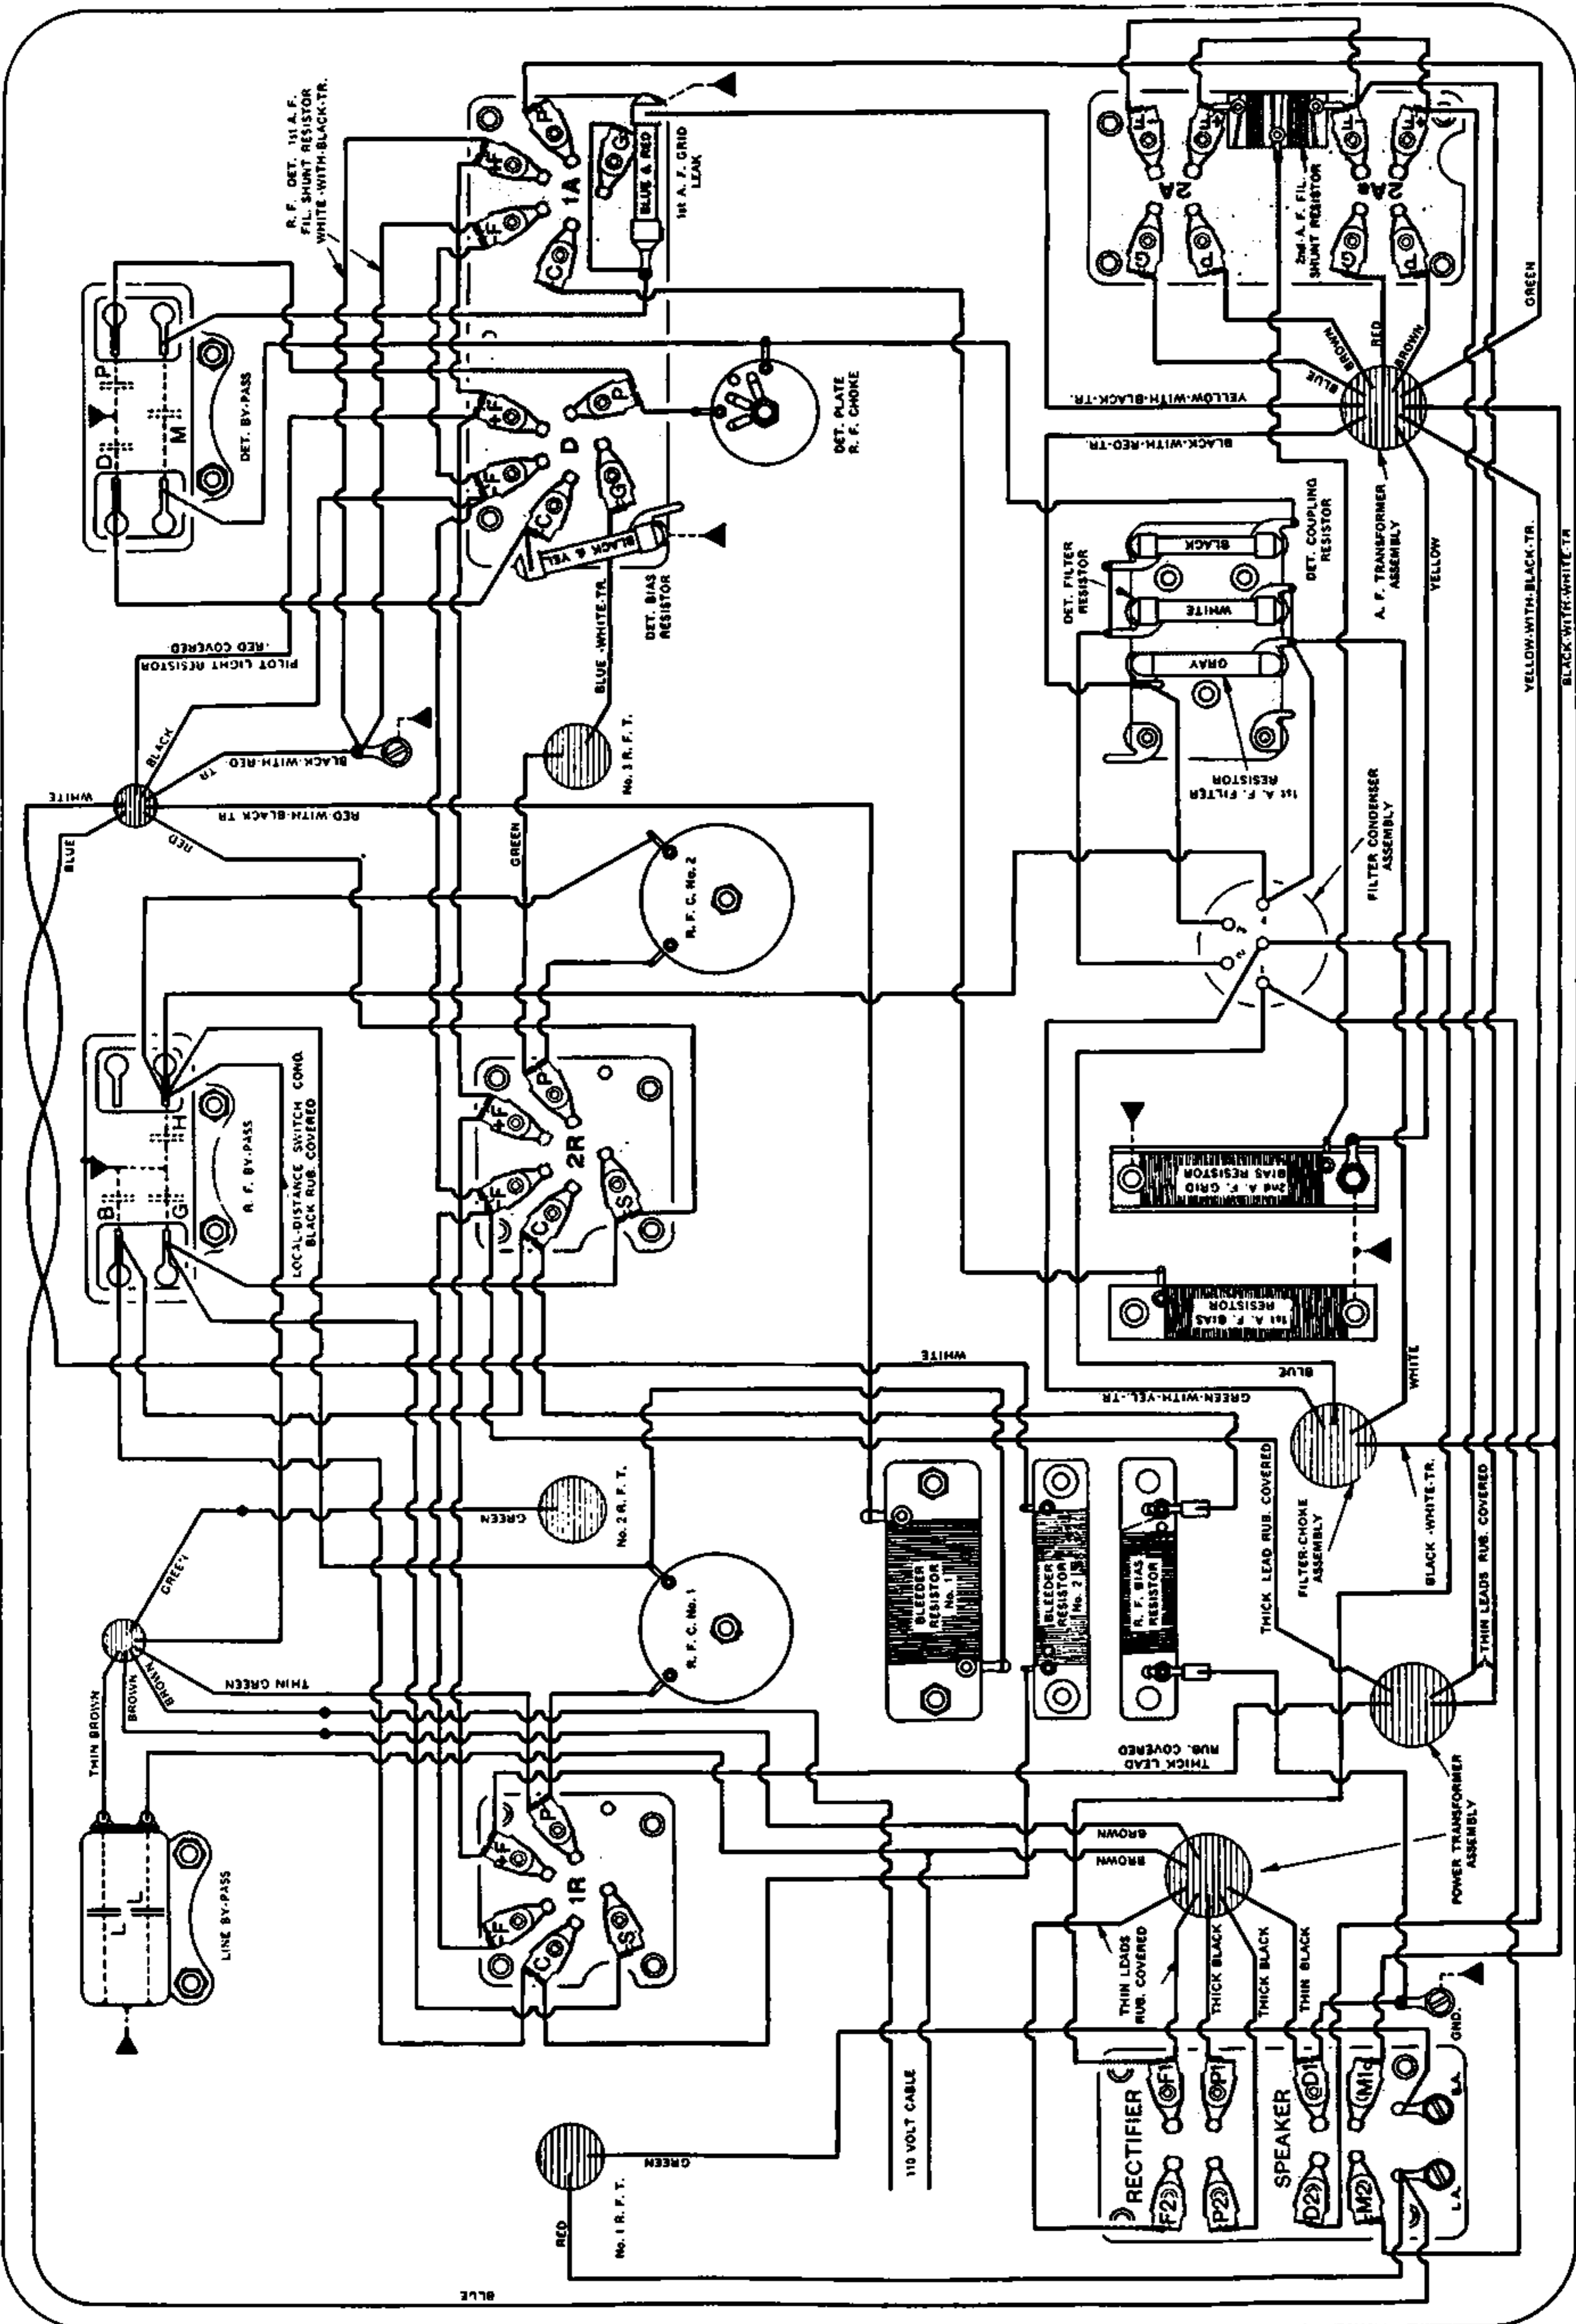 R. F. DET. 1ST A. F.
FIL. SHUNT RESISTOR
WHITE-WITH-BLACK-TR.
P
D
M
DET. BY-PASS
P
+F
-F
1A
G
C
BLUE & RED
1st A. F. GRID
LEAK
F
F+
2A
G
P
2nd A. F. FIL.
SHUNT RESISTOR
F
F+
2A
G
P
+F
-F
D
P
C
G
BLACK & YEL
DET. BIAS
RESISTOR
DET. PLATE
R. F. CHOKE
BLUE
BROWN
RED
BROWN
GREEN
YELLOW-WITH-BLACK-TR.
BLACK-WITH-RED-TR.
A. F. TRANSFORMER
ASSEMBLY
YELLOW
YELLOW-WITH-BLACK-TR.
BLACK-WITH-WHITE-TR
PILOT LIGHT RESISTOR
RED COVERED
BLUE-WHITE-TR.
No. 3 R. F. T.
DET. FILTER
RESISTOR
DET. COUPLING
RESISTOR
BLACK
WHITE
GRAY
1st A. F. FILTER
RESISTOR
WHITE
BLUE
BLACK
BLACK-WITH-RED-
TR
RED-WITH-BLACK TR
RED
GREEN
R. F. C. No. 2
FILTER CONDENSER
ASSEMBLY
1
2
3
4
B
G
H
R. F. BY-PASS
LOCAL-DISTANCE SWITCH COND.
BLACK RUB. COVERED
+F
-F
2R
P
C
S
2nd A. F. GRID
BIAS RESISTOR
1st A. F. BIAS
RESISTOR
WHITE
BLUE
GREEN-WITH-YEL.-TR.
WHITE
GREEN
GREEN
No. 2 R. F. T.
R. F. C. No. 1
BLEEDER
RESISTOR
No. 1
BLEEDER
RESISTOR
No. 2
R. F. BIAS
RESISTOR
THICK LEAD RUB. COVERED
FILTER-CHOKE
ASSEMBLY
BLACK-WHITE-TR.
THIN LEADS RUB. COVERED
THIN BROWN
BROWN
BROWN
THIN GREEN
L
L
LINE BY-PASS
+F
-F
1R
P
C
S
THICK LEAD
RUB. COVERED
BROWN
BROWN
POWER TRANSFORMER
ASSEMBLY
THIN LEADS
RUB. COVERED
THICK BLACK
THICK BLACK
THIN BLACK
GND.
110 VOLT CABLE
GREEN
RED
No. 1 R. F. T.
RECTIFIER
F1
P1
F2
P2
SPEAKER
D1
M1
D2
M2
S.A.
L.A.
BLUE